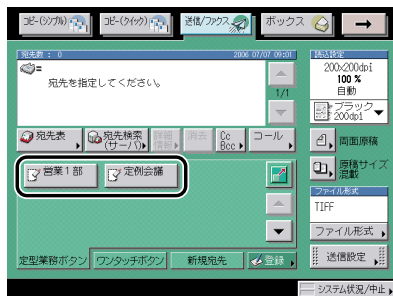 コピー(シンプル)
コピー(クイック)
送信/ファクス
ボックス
宛先数 : 0
2006 07/07 09:01
読込設定
=
宛先を指定してください。
1/1
200x200dpi
100 %
自動
ブラック
200dpi
宛先表
宛先検索
(サーバ)
詳細
情報
消去
Cc
Bcc
コール
両面原稿
営業1部
定例会議
原稿サイズ
混載
ファイル形式
TIFF
ファイル形式
定型業務ボタン
ワンタッチボタン
新規宛先
登録
送信設定
システム状況/中止